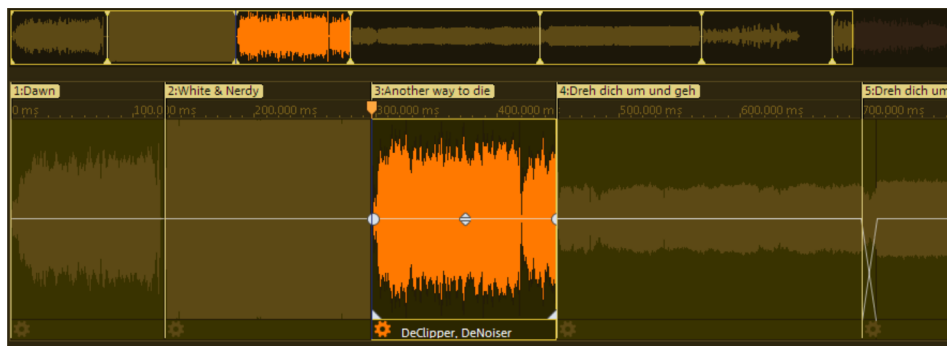 1:Dawn 2:White & Nerdy 3:Another way to die 4:Dreh dich um und geh 5:Dreh dich um
0 ms 100.0 0 ms 200.000 ms 300.000 ms 400.000 ms 500.000 ms 600.000 ms 700.000 ms
DeClipper, DeNoiser